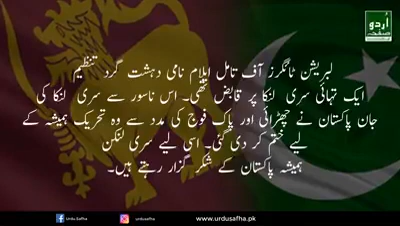 اُردو
صفحہ
لبریشن ٹائگرز آف تامل ایلام نامی دہشت گرد تنظیم
ایک تہائی سری لنکا پر قابض تھی۔ اس ناسور سے سری لنکا کی
جان پاکستان نے چھڑائی اور پاک فوج کی مدد سے وہ تحریک ہمیشہ کے
لیے ختم کر دی گئی۔ اسی لیے سری لنکن
ہمیشہ پاکستان کے شکر گزار رہتے ہیں۔
Urdu Safha
UrduSafha
www.urdusafha.pk